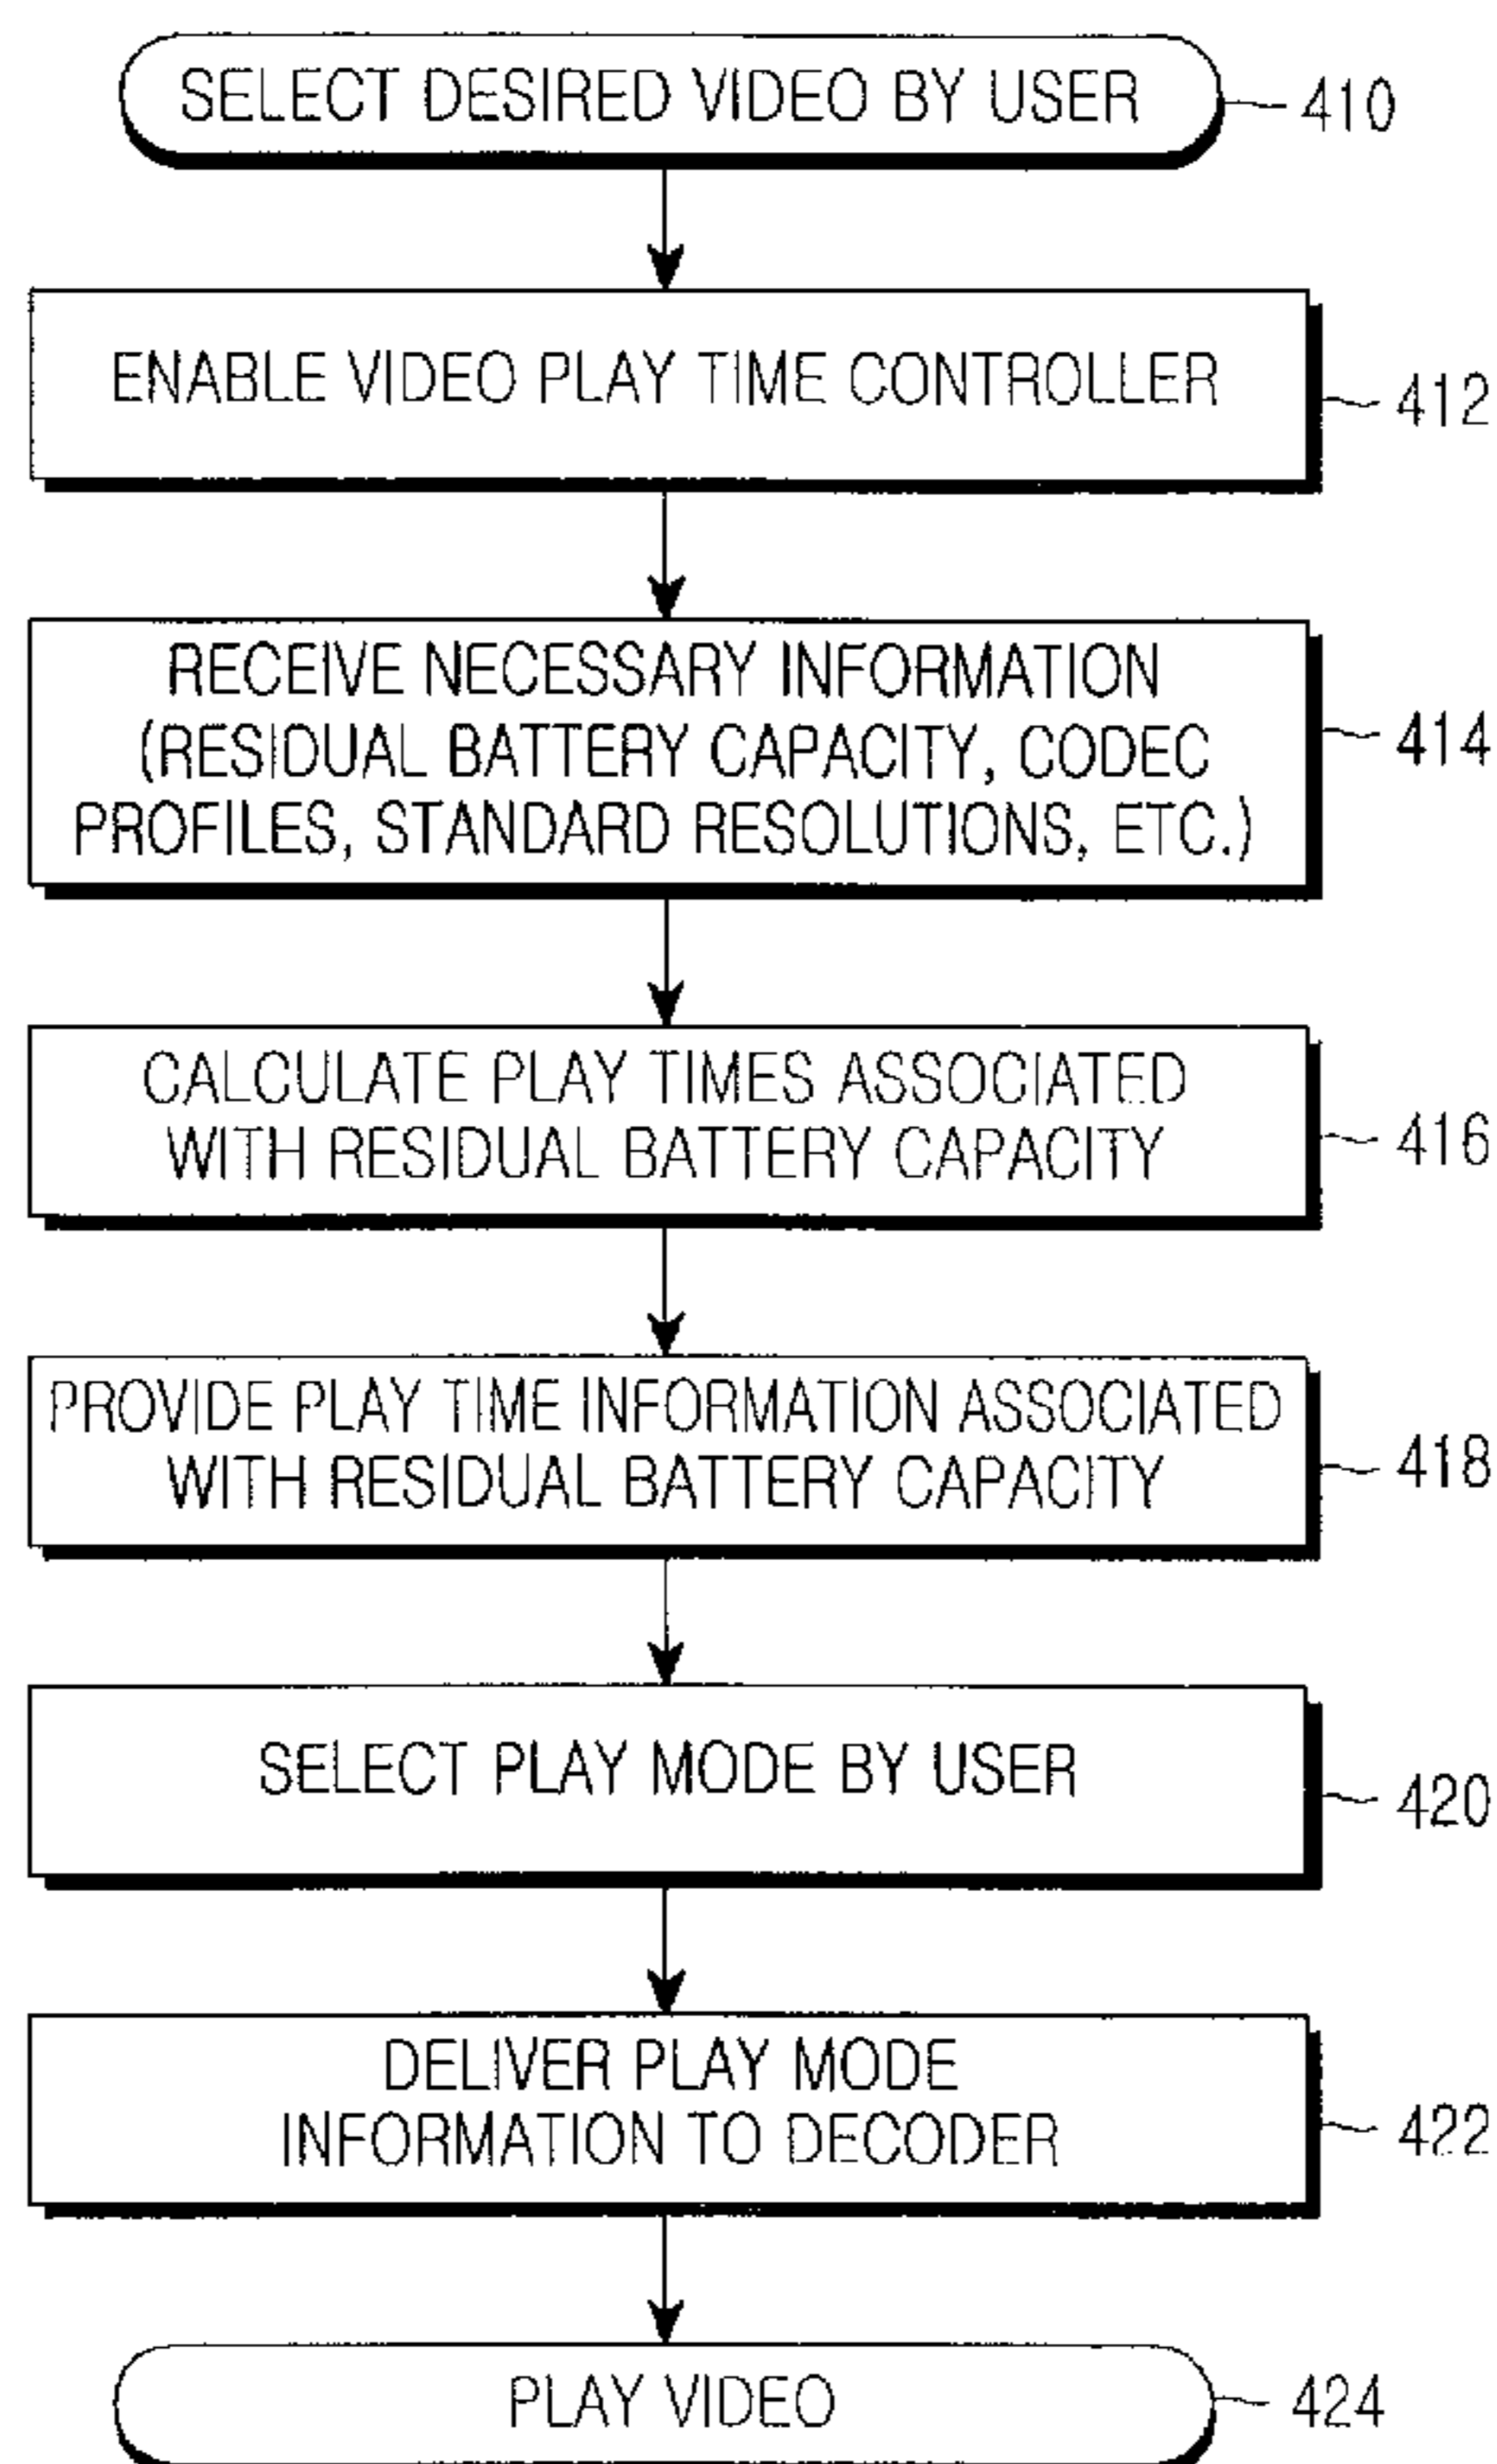 SELECT DESIRED VIDEO BY USER
410
ENABLE VIDEO PLAY TIME CONTROLLER
412
RECEIVE NECESSARY INFORMATION
(RESIDUAL BATTERY CAPACITY, CODEC
PROFILES, STANDARD RESOLUTIONS, ETC.)
414
CALCULATE PLAY TIMES ASSOCIATED
WITH RESIDUAL BATTERY CAPACITY
416
PROVIDE PLAY TIME INFORMATION ASSOCIATED
WITH RESIDUAL BATTERY CAPACITY
418
SELECT PLAY MODE BY USER
420
DELIVER PLAY MODE
INFORMATION TO DECODER
422
PLAY VIDEO
424